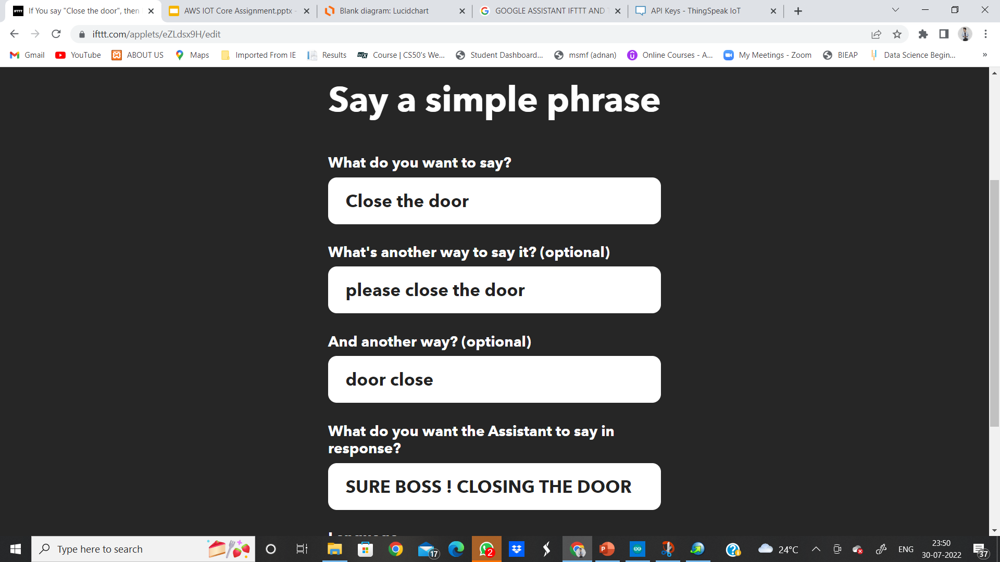 IFTTT If You say "Close the door", then
AWS IOT Core Assignment.pptx -
Blank diagram: Lucidchart
GOOGLE ASSISTANT IFTTT AND T
API Keys - ThingSpeak IoT
ifttt.com/applets/eZLdsx9H/edit
Gmail
YouTube
ABOUT US
Maps
Imported From IE
Results
edX Course | CS50's We...
Student Dashboard...
msmf (adnan)
Online Courses - A...
My Meetings - Zoom
BIEAP
Data Science Begin...
Say a simple phrase
What do you want to say?
Close the door
What's another way to say it? (optional)
please close the door
And another way? (optional)
door close
What do you want the Assistant to say in
response?
SURE BOSS ! CLOSING THE DOOR
Language
Type here to search
17
2
24°C
ENG
23:50
30-07-2022
37